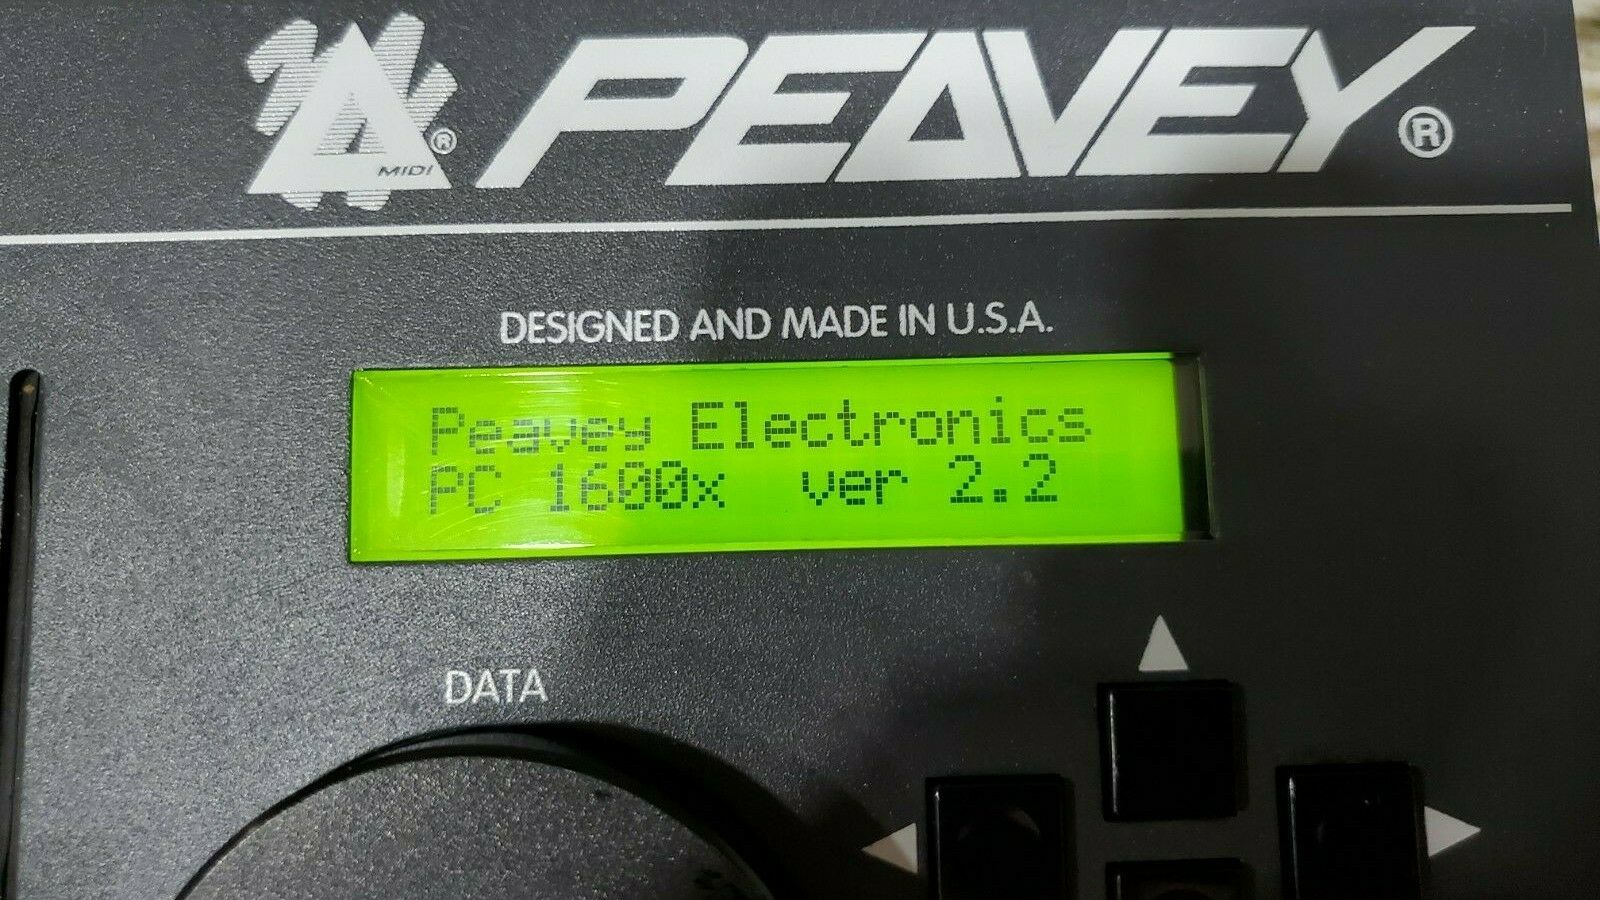 MIDI ® PEAVEY ®
DESIGNED AND MADE IN U.S.A.
Peavey Electronics
PC 1600x ver 2.2
DATA